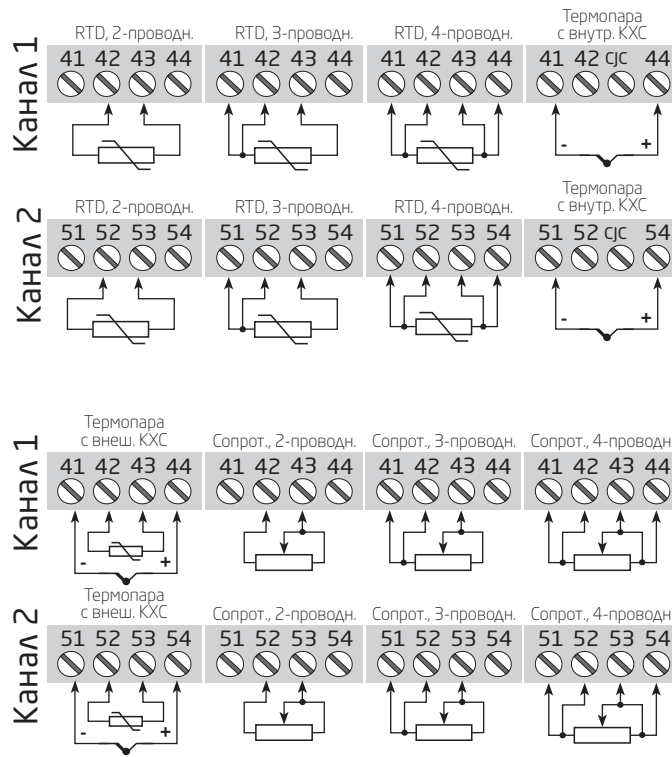 Канал 1
RTD, 2-проводн. RTD, 3-проводн. RTD, 4-проводн. Термопара
с внутр. КХС
41 42 43 44 41 42 43 44 41 42 43 44 41 42 CJC 44
- +
Канал 2
RTD, 2-проводн. RTD, 3-проводн. RTD, 4-проводн. Термопара
с внутр. КХС
51 52 53 54 51 52 53 54 51 52 53 54 51 52 CJC 54
- +
Канал 1
Термопара
с внеш. КХС Сопрот., 2-проводн. Сопрот., 3-проводн. Сопрот., 4-проводн
41 42 43 44 41 42 43 44 41 42 43 44 41 42 43 44
- +
Канал 2
Термопара
с внеш. КХС Сопрот., 2-проводн. Сопрот., 3-проводн. Сопрот., 4-проводн
51 52 53 54 51 52 53 54 51 52 53 54 51 52 53 54
- +